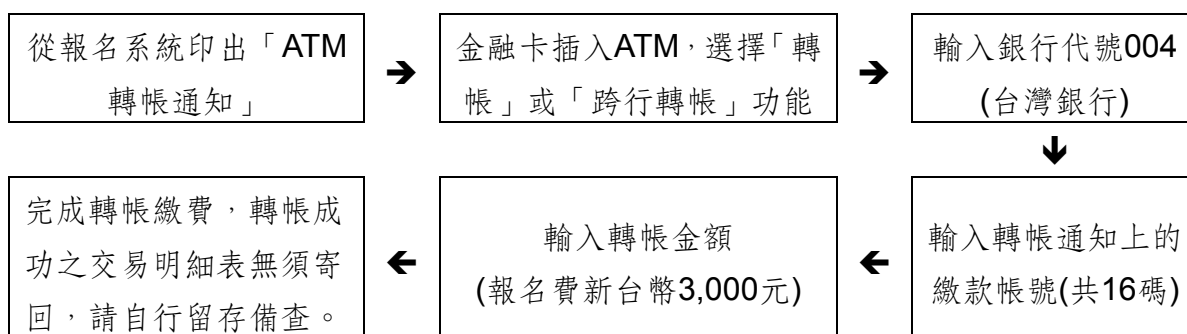 從報名系統印出「ATM
轉帳通知」
➔
金融卡插入ATM，選擇「轉
帳」或「跨行轉帳」功能
➔
輸入銀行代號004
(台灣銀行)
輸入轉帳通知上的
繳款帳號(共16碼)
輸入轉帳金額
(報名費新台幣3,000元)
完成轉帳繳費，轉帳成
功之交易明細表無須寄
回，請自行留存備查。